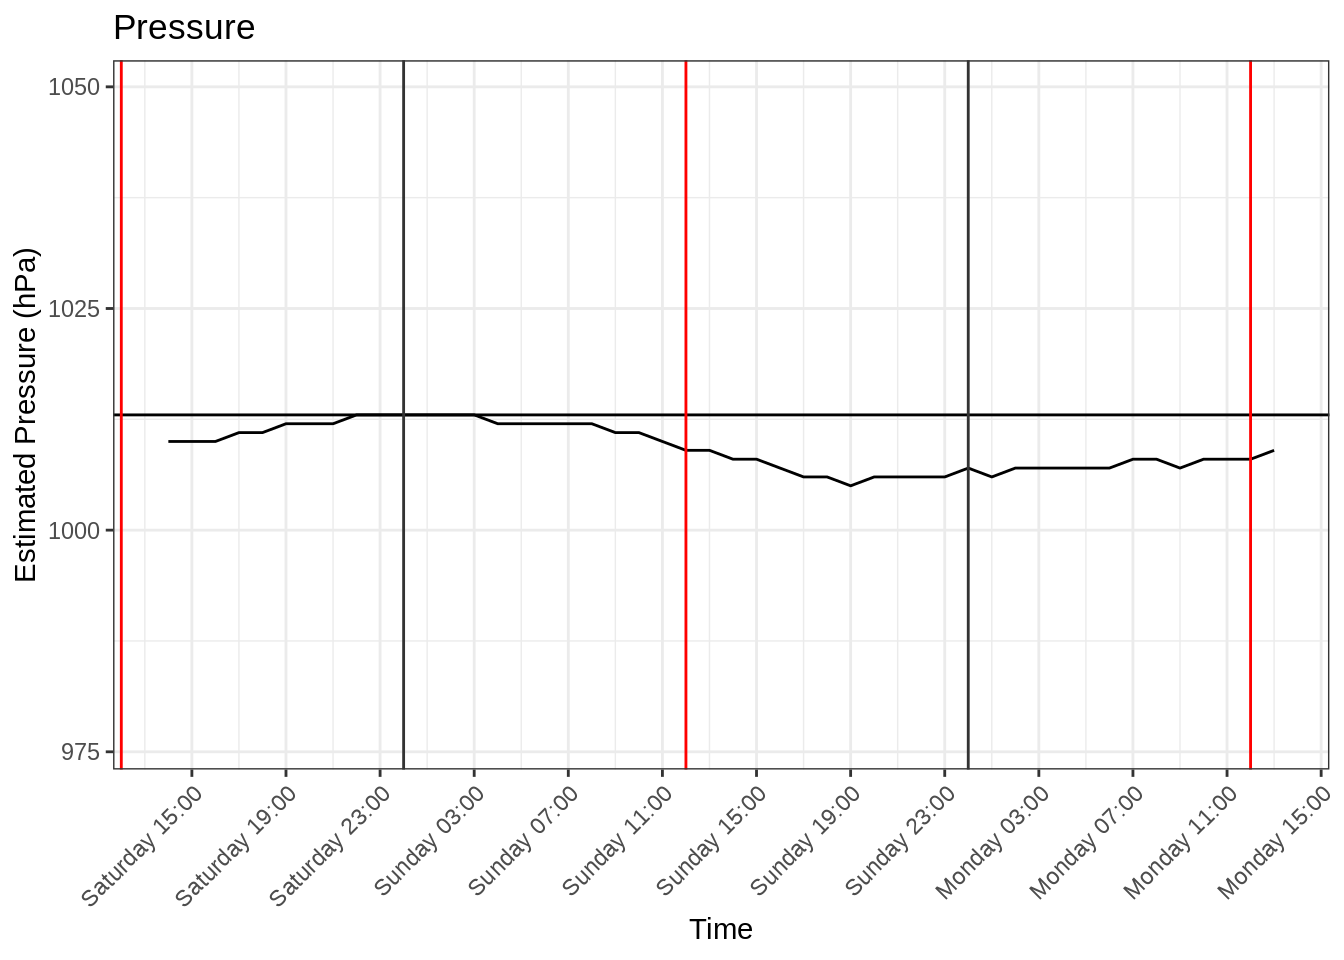 Pressure
1050
1025
1000
975
Estimated Pressure (hPa)
Saturday 15:00
Saturday 19:00
Saturday 23:00
Sunday 03:00
Sunday 07:00
Sunday 11:00
Sunday 15:00
Sunday 19:00
Sunday 23:00
Monday 03:00
Monday 07:00
Monday 11:00
Monday 15:00
Time